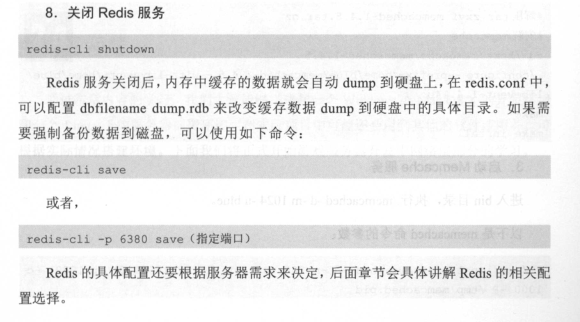 8. 关闭 Redis 服务
redis-cli shutdown
Redis 服务关闭后，内存中缓存的数据就会自动 dump 到硬盘上，在 redis.conf 中，
可以配置 dbfilename dump.rdb 来改变缓存数据 dump 到硬盘中的具体目录。如果需
要强制备份数据到磁盘，可以使用如下命令：
redis-cli save
或者，
redis-cli -p 6380 save（指定端口）
Redis 的具体配置还要根据服务器需求来决定，后面章节会具体讲解 Redis 的相关配
置选择。